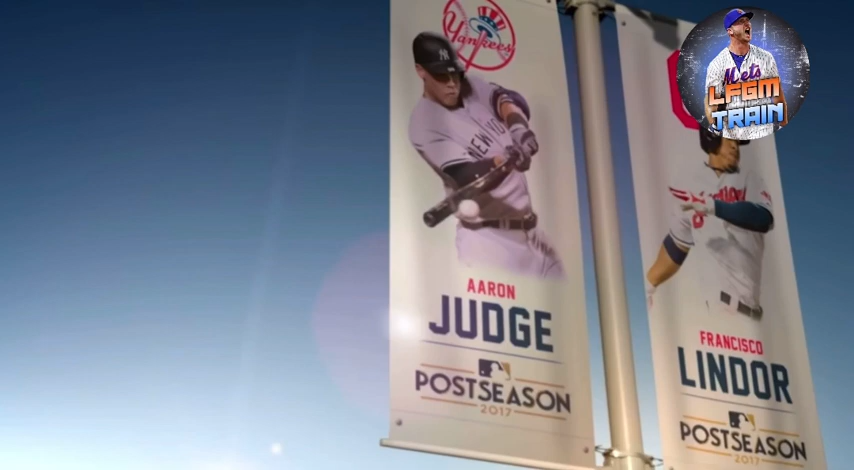 Yankees
NEW YORK
AARON
JUDGE
POSTSEASON
2017
FRANCISCO
LINDOR
POSTSEASON
2017
Mets
LFGM
TRAIN